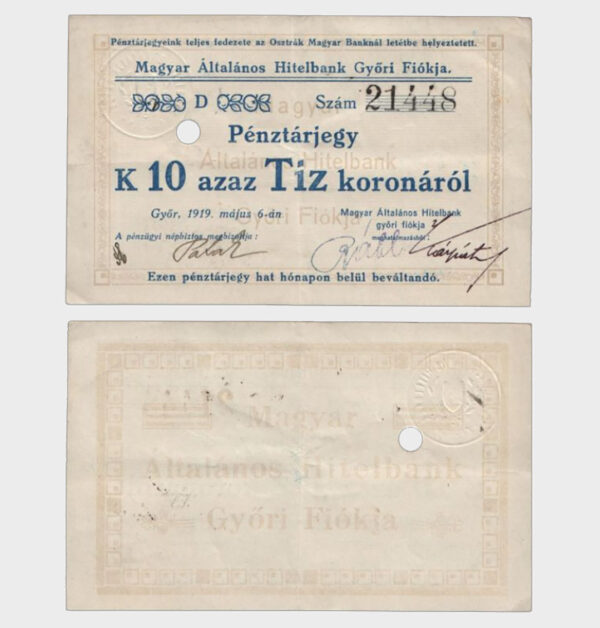 Pénztárjegyeink teljes fedezete az Osztrák Magyar Banknál letétbe helyeztetett.
Magyar Általános Hitelbank Győri Fiókja.
D Szám 21448
Pénztárjegy
K 10 azaz Tíz koronáról
Győr, 1919. május 6-án
Magyar Általános Hitelbank
győri fiókja
A pénzügyi népbiztos megbizottja:
meghatalmazásból:
Ezen pénztárjegy hat hónapon belül beváltandó.
Magyar
Általános Hitelbank
Győri Fiókja